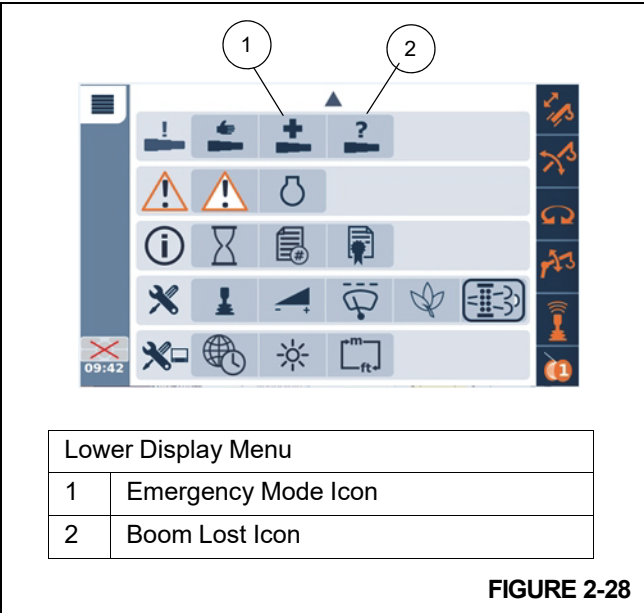 1 2
! ?
#
- +
m
ft
09:42
1
Lower Display Menu
1 Emergency Mode Icon
2 Boom Lost Icon
FIGURE 2-28